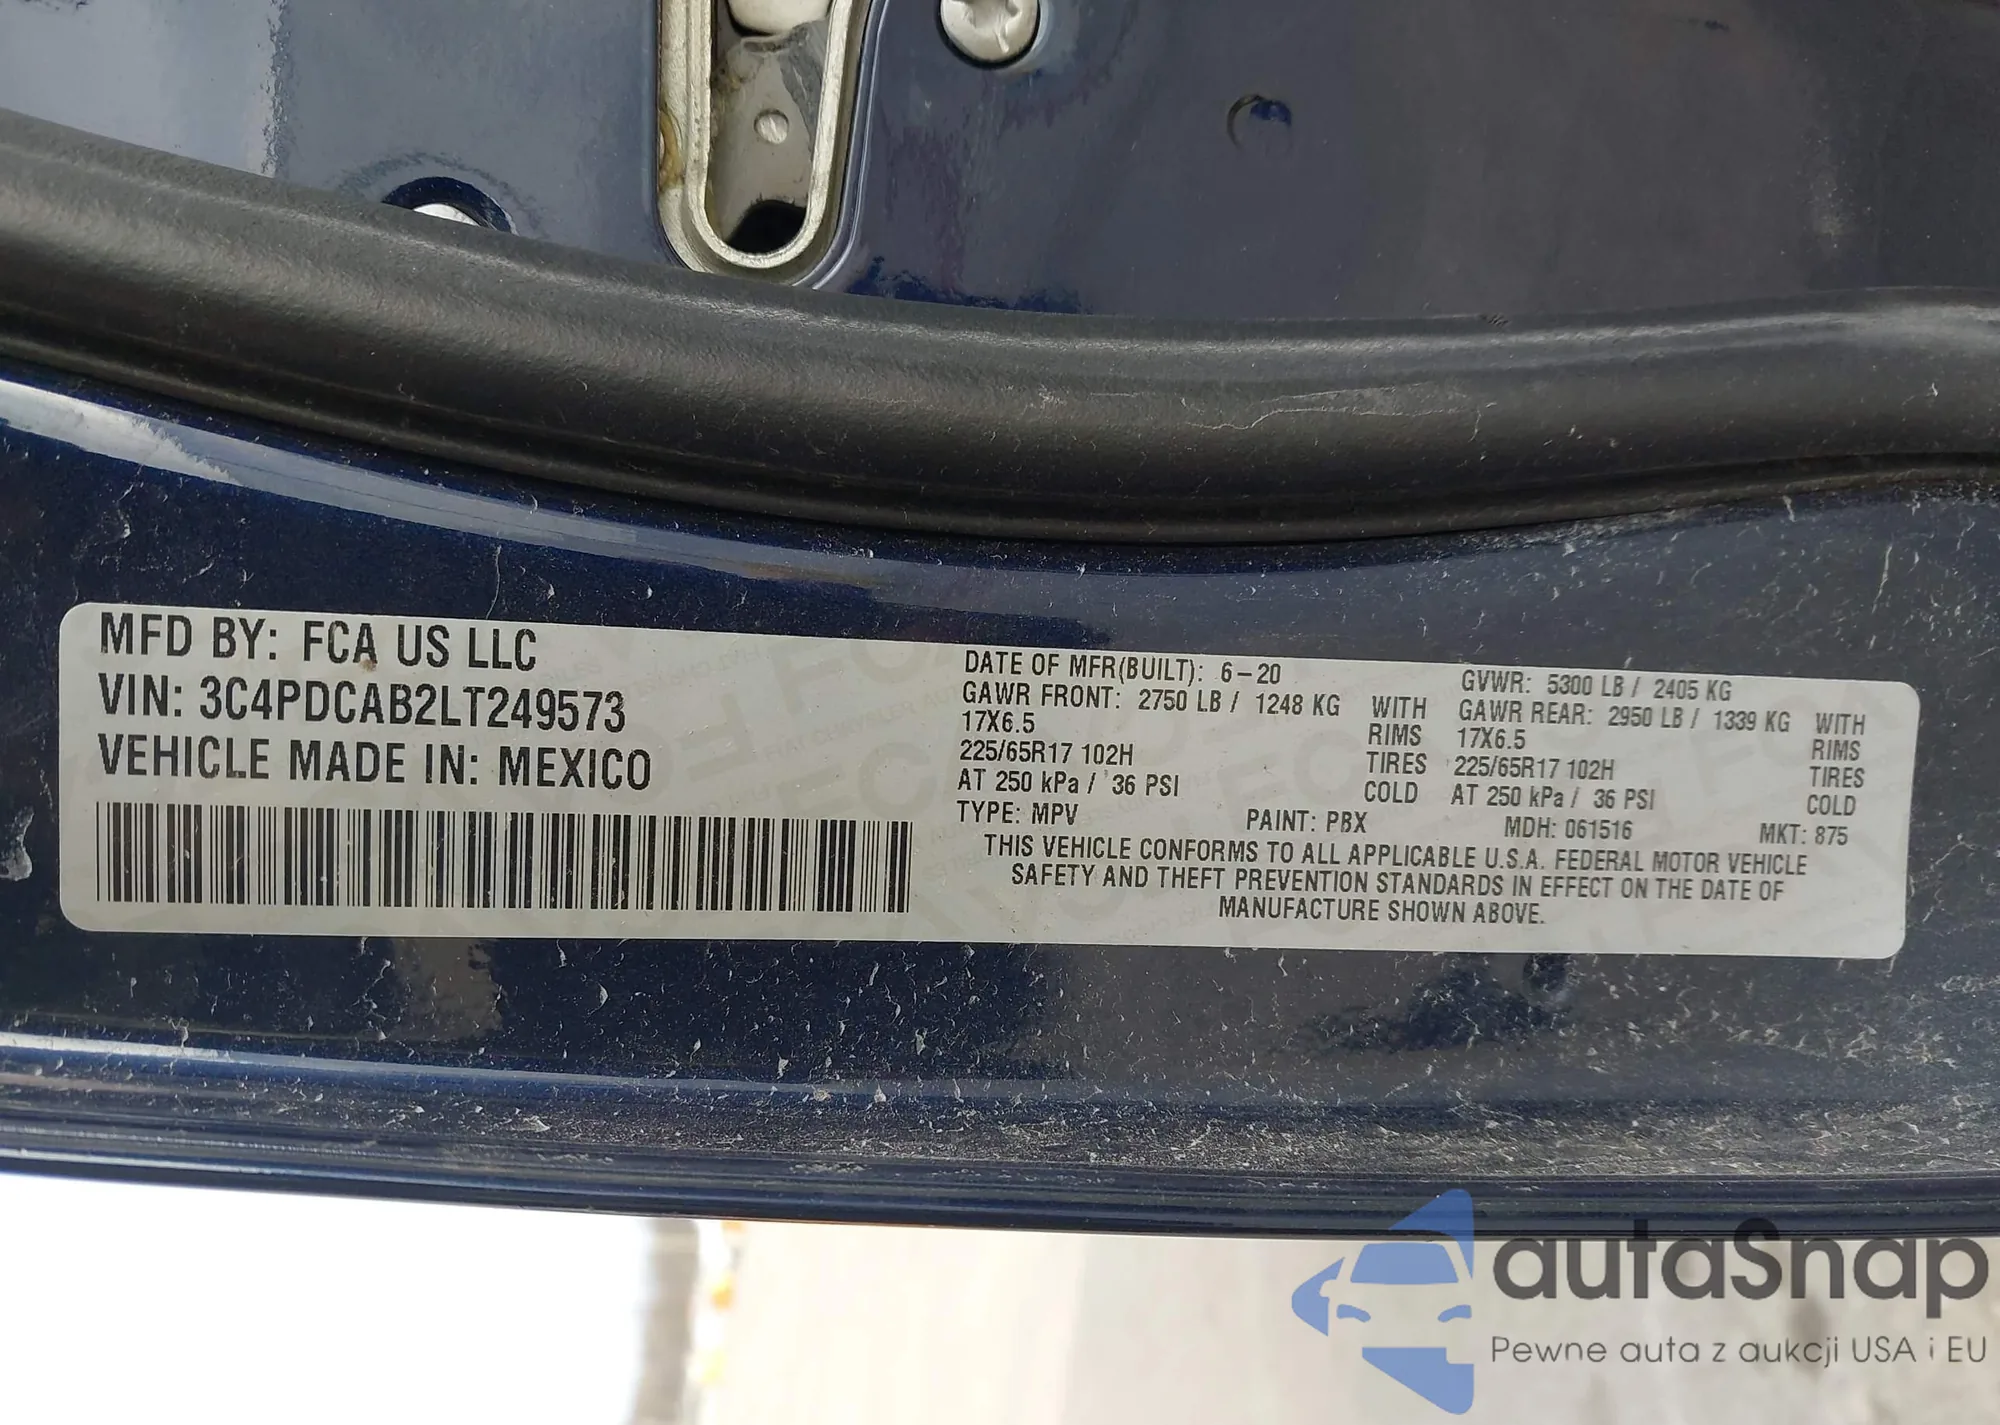 MFD BY: FCA US LLC
VIN: 3C4PDCAB2LT249573
VEHICLE MADE IN: MEXICO
DATE OF MFR(BUILT): 6-20 GVWR: 5300 LB / 2405 KG
GAWR FRONT: 2750 LB / 1248 KG WITH GAWR REAR: 2950 LB / 1339 KG WITH
17X6.5 RIMS 17X6.5 RIMS
225/65R17 102H TIRES 225/65R17 102H TIRES
AT 250 kPa / 36 PSI COLD AT 250 kPa / 36 PSI COLD
TYPE: MPV PAINT: PBX MDH: 061516 MKT: 875
THIS VEHICLE CONFORMS TO ALL APPLICABLE U.S.A. FEDERAL MOTOR VEHICLE
SAFETY AND THEFT PREVENTION STANDARDS IN EFFECT ON THE DATE OF
MANUFACTURE SHOWN ABOVE.
autaSnap
Pewne auta z aukcji USA i EU